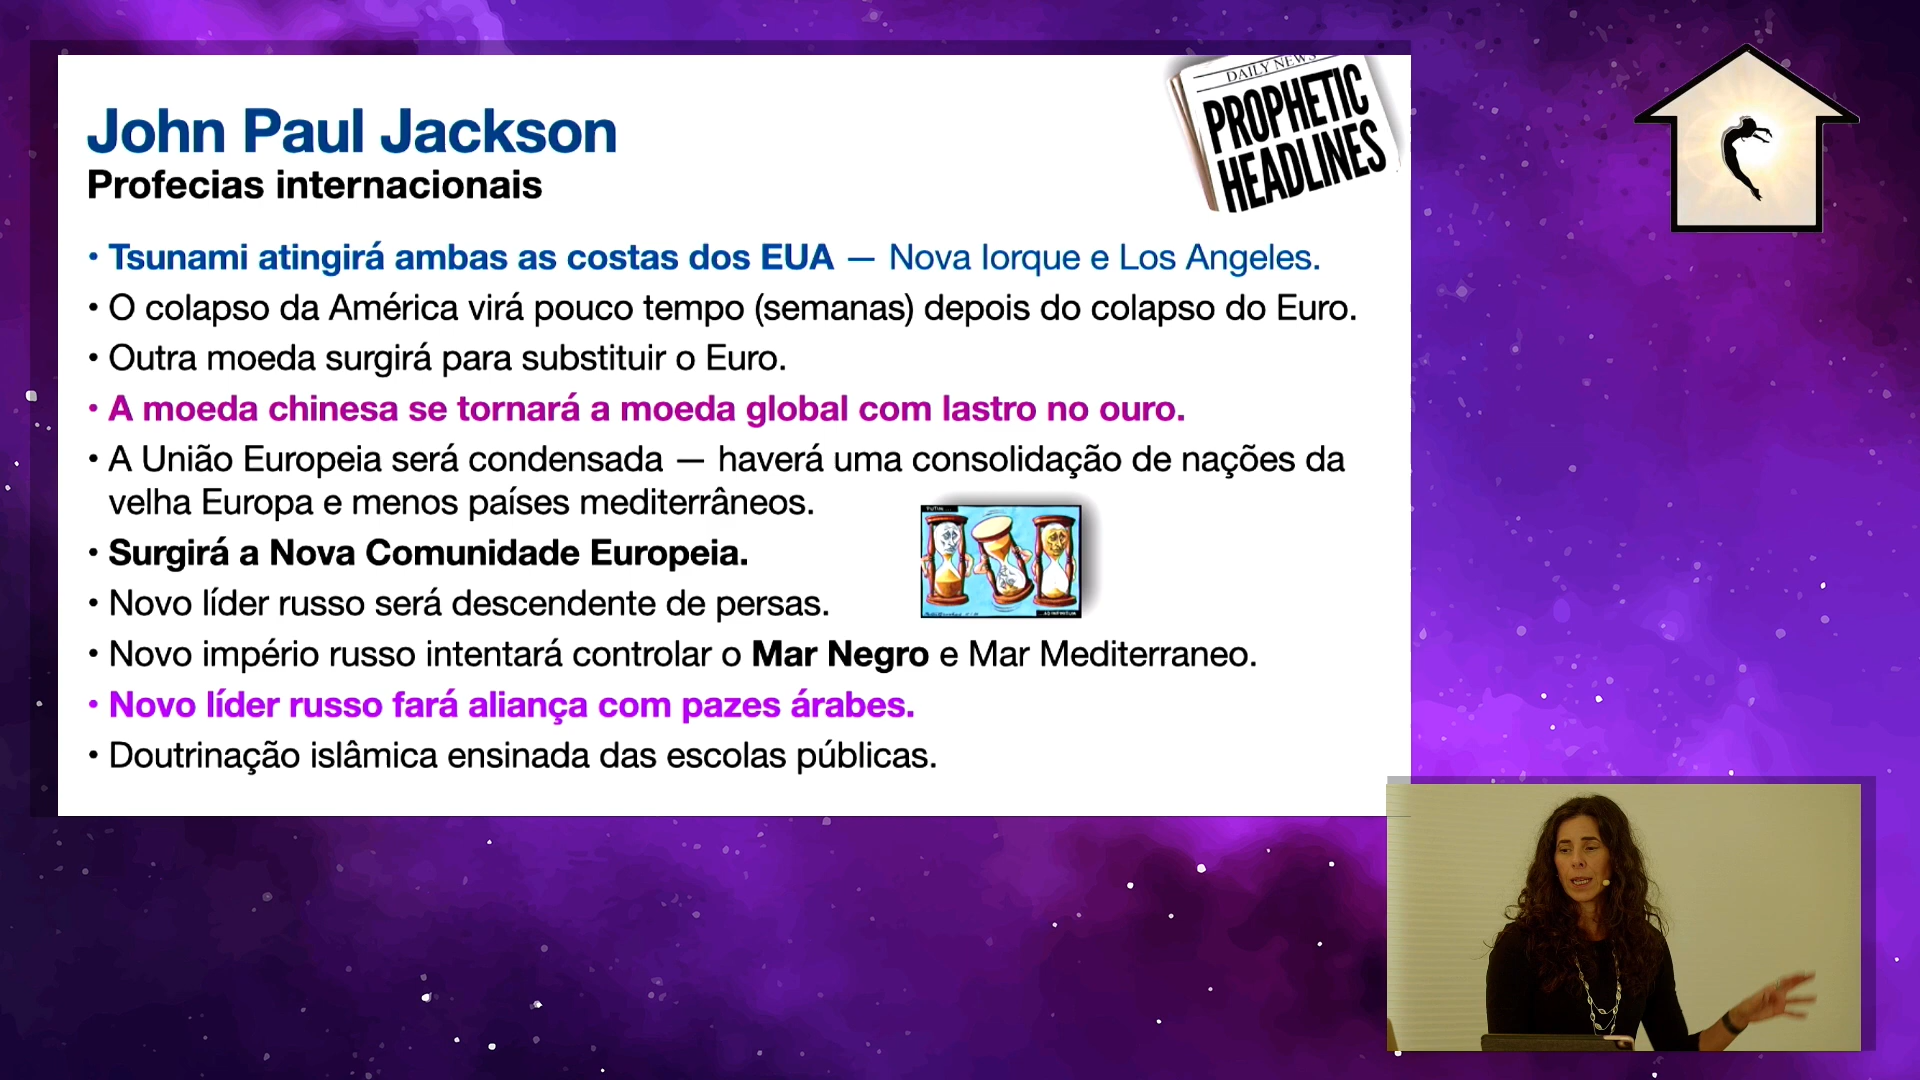 DAILY NEWS
PROPHETIC
HEADLINES
John Paul Jackson
Profecias internacionais
• Tsunami atingirá ambas as costas dos EUA — Nova Iorque e Los Angeles.
• O colapso da América virá pouco tempo (semanas) depois do colapso do Euro.
• Outra moeda surgirá para substituir o Euro.
• A moeda chinesa se tornará a moeda global com lastro no ouro.
• A União Europeia será condensada — haverá uma consolidação de nações da
velha Europa e menos países mediterrâneos.
• Surgirá a Nova Comunidade Europeia.
• Novo líder russo será descendente de persas.
• Novo império russo intentará controlar o Mar Negro e Mar Mediterraneo.
• Novo líder russo fará aliança com pazes árabes.
• Doutrinação islâmica ensinada das escolas públicas.